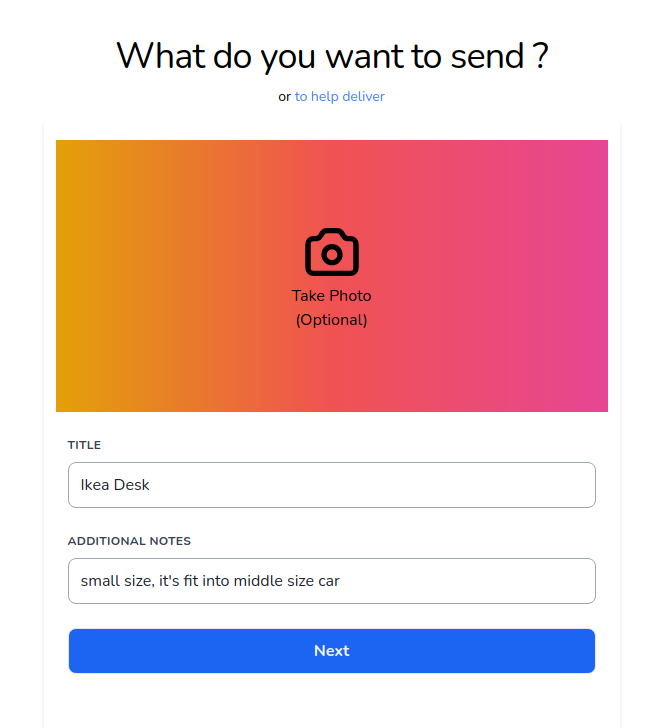 What do you want to send ?
or to help deliver
Take Photo
(Optional)
TITLE
Ikea Desk
ADDITIONAL NOTES
small size, it's fit into middle size car
Next